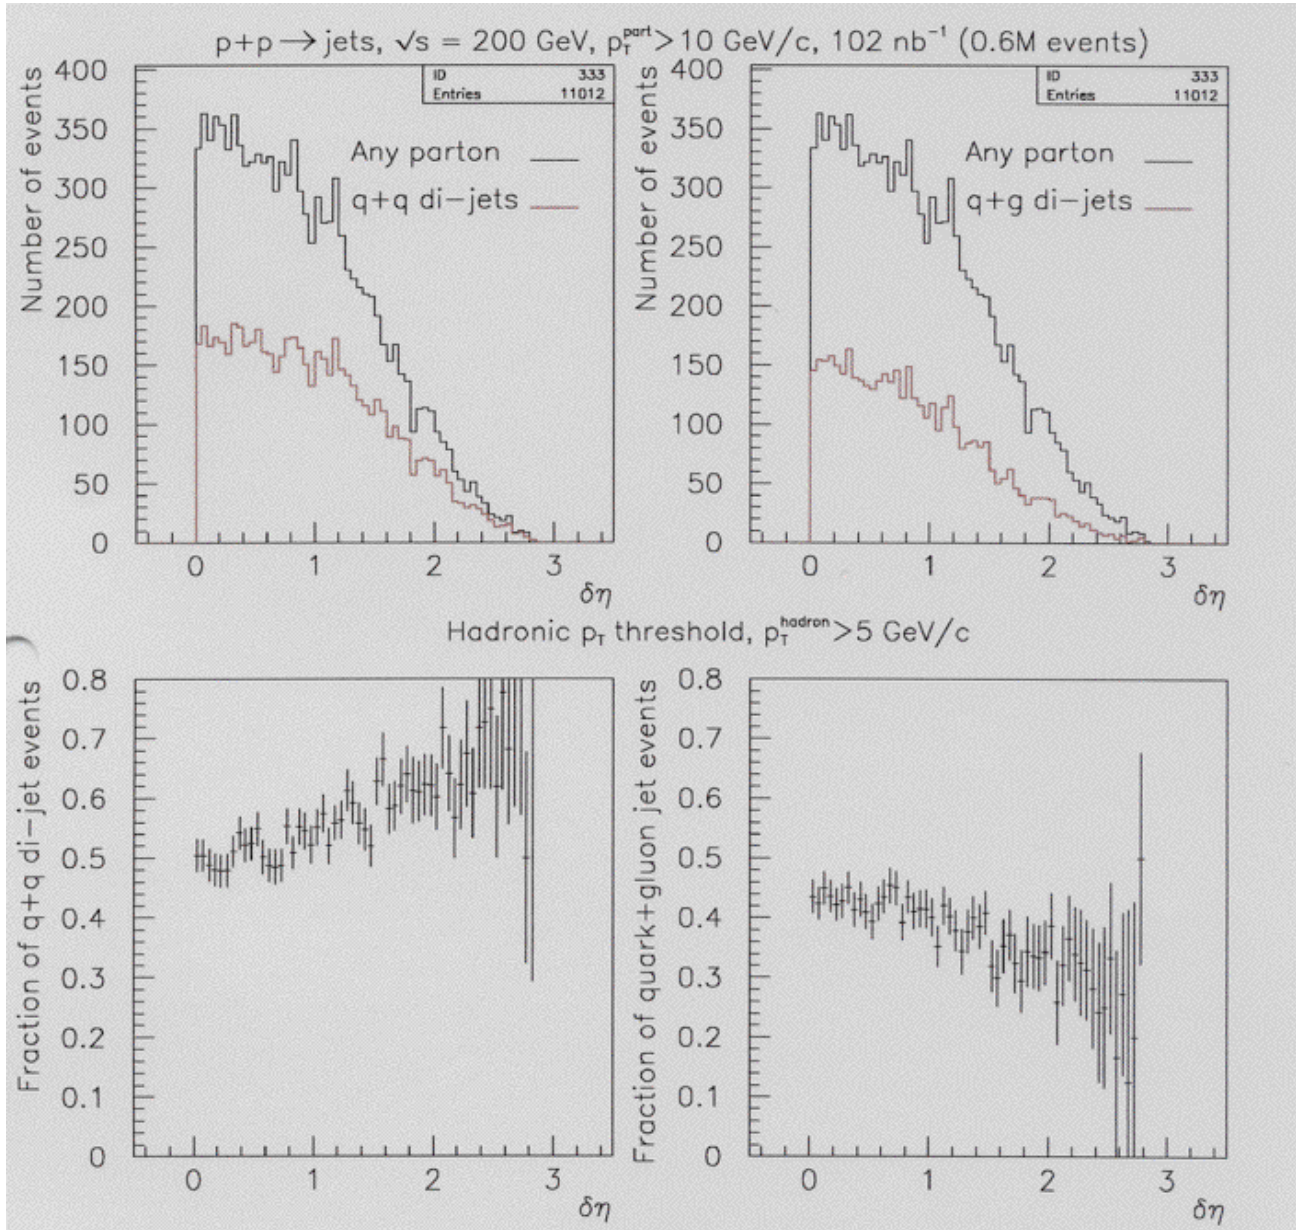 p+p → jets, √s = 200 GeV, p_T^part>10 GeV/c, 102 nb⁻¹ (0.6M events)
Number of events
400
350
300
250
200
150
100
50
0
ID 333
Entries 11012
Any parton
q+q di-jets
0 1 2 3
δη
Number of events
400
350
300
250
200
150
100
50
0
ID 333
Entries 11012
Any parton
q+g di-jets
0 1 2 3
δη
Hadronic p_T threshold, p_T^hadron>5 GeV/c
Fraction of q+q di-jet events
0.8
0.7
0.6
0.5
0.4
0.3
0.2
0.1
0
0 1 2 3
δη
Fraction of quark+gluon jet events
0.8
0.7
0.6
0.5
0.4
0.3
0.2
0.1
0
0 1 2 3
δη